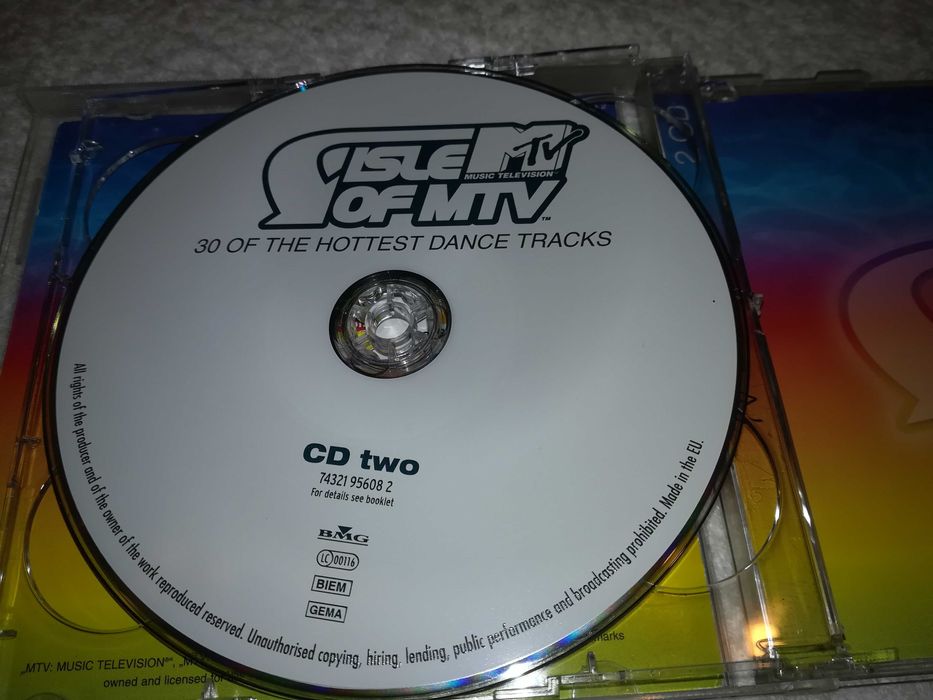 ISLE MTV
MUSIC TELEVISION
OF MTV™
30 OF THE HOTTEST DANCE TRACKS
2 CD
CD two
74321 95608 2
For details see booklet
BMG
LC 00116
BIEM
GEMA
All rights of the producer and of the owner of the work reproduced reserved. Unauthorised copying, hiring, lending, public performance and broadcasting prohibited. Made in the EU.
„MTV: MUSIC TELEVISION
owned and licensed for